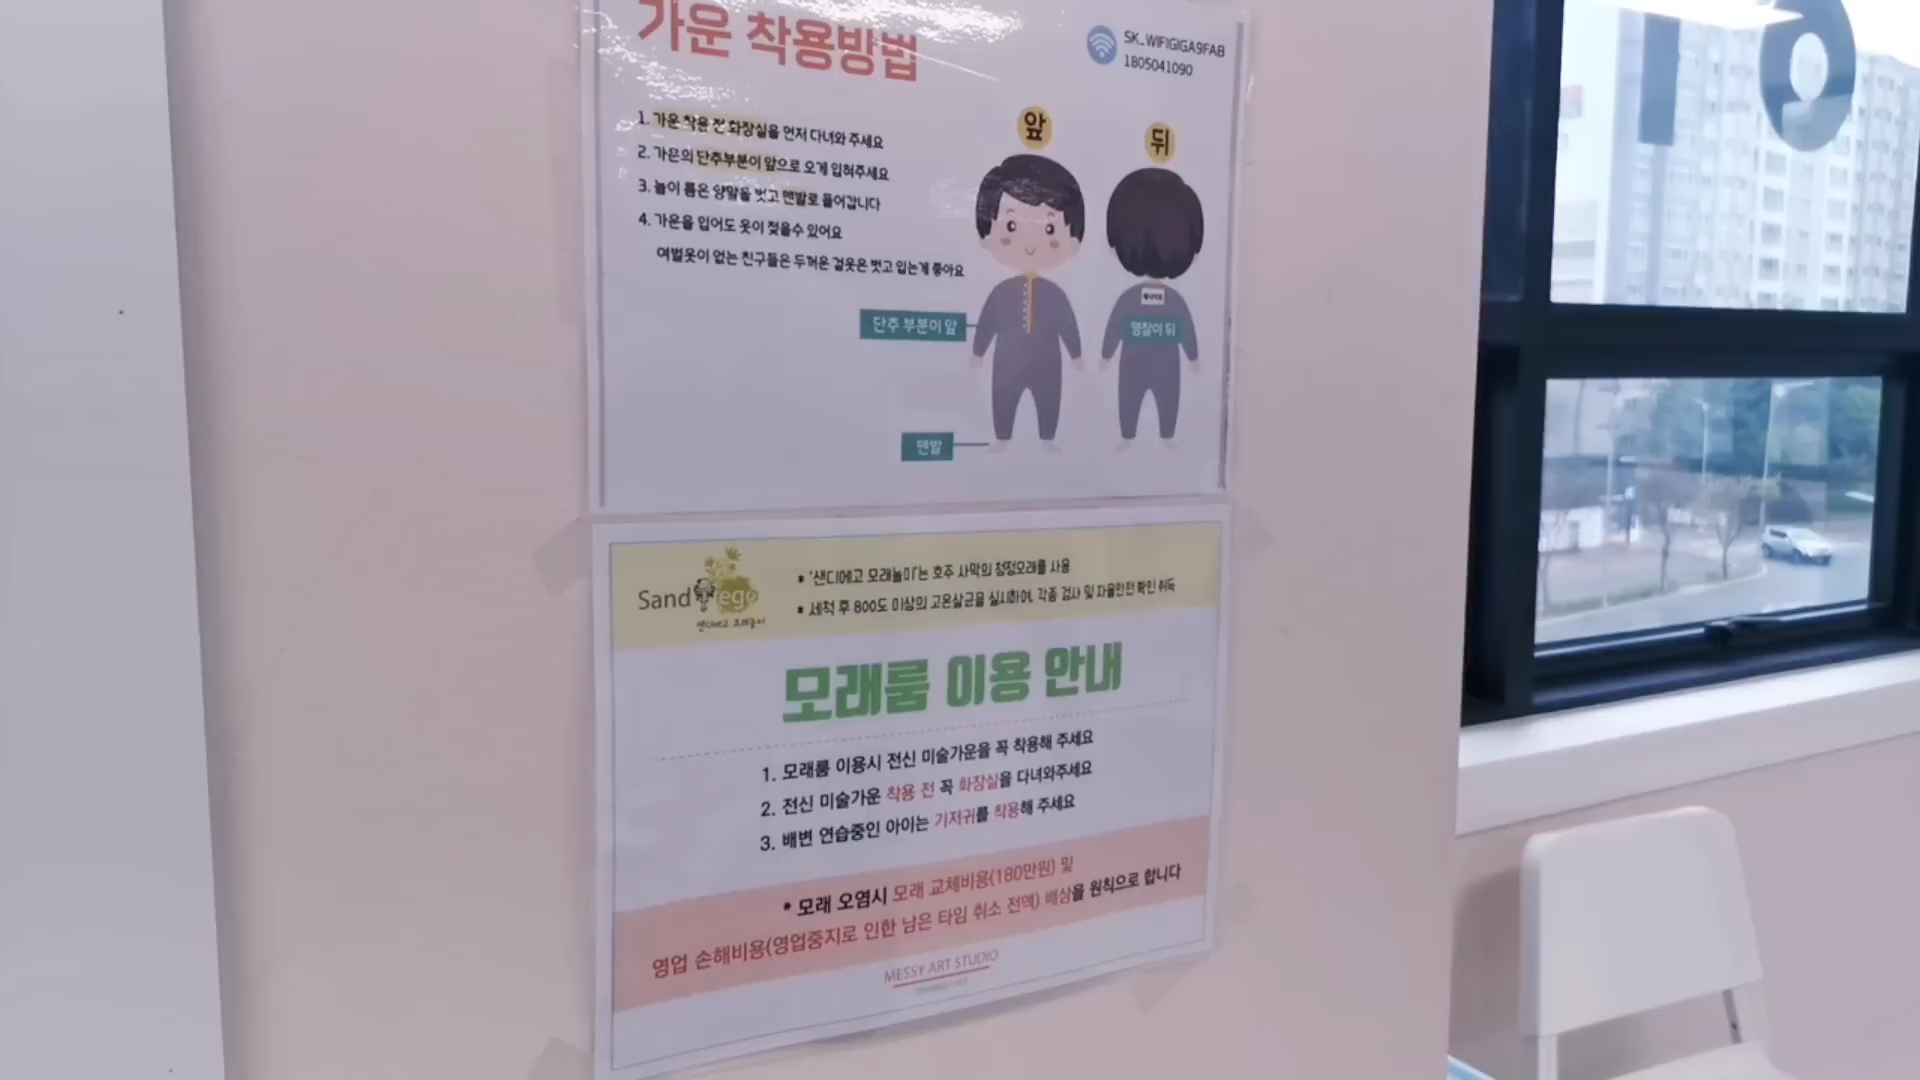 가운 착용방법
SK_WIFIGIGA9FAB
1805041090
1. 가운 착용 전 화장실을 먼저 다녀와 주세요
2. 가운의 단추부분이 앞으로 오게 입혀주세요
3. 놀이 룸은 양말을 벗고 맨발로 들어갑니다
4. 가운을 입어도 옷이 젖을수 있어요
여벌옷이 없는 친구들은 두꺼운 겉옷은 벗고 입는게 좋아요
앞
뒤
단추 부분이 앞
명찰이 뒤
맨발
Sand ego
샌디에고 모래놀이
• '샌디에고 모래놀이'는 호주 사막의 청정모래를 사용
• 세척 후 800도 이상의 고온살균을 실시하여, 각종 검사 및 자율안전 확인 취득
모래룸 이용 안내
1. 모래룸 이용시 전신 미술가운을 꼭 착용해 주세요
2. 전신 미술가운 착용 전 꼭 화장실을 다녀와주세요
3. 배변 연습중인 아이는 기저귀를 착용해 주세요
* 모래 오염시 모래 교체비용(180만원) 및
영업 손해비용(영업중지로 인한 남은 타임 취소 전액) 배상을 원칙으로 합니다
MESSY ART STUDIO